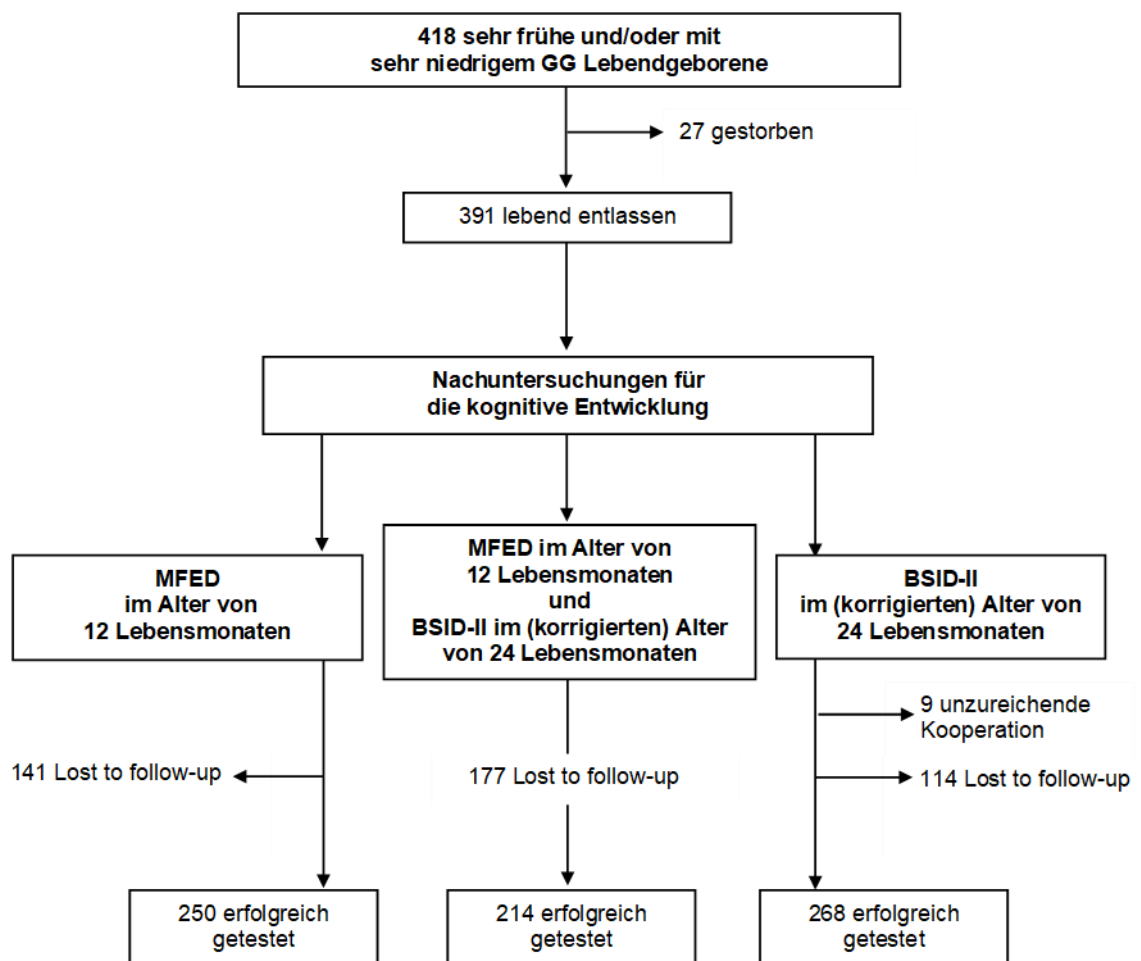 418 sehr frühe und/oder mit
sehr niedrigem GG Lebendgeborene
27 gestorben
391 lebend entlassen
Nachuntersuchungen für
die kognitive Entwicklung
MFED
im Alter von
12 Lebensmonaten
MFED im Alter von
12 Lebensmonaten
und
BSID-II im (korrigierten) Alter
von 24 Lebensmonaten
BSID-II
im (korrigierten) Alter von
24 Lebensmonaten
9 unzureichende
Kooperation
141 Lost to follow-up
177 Lost to follow-up
114 Lost to follow-up
250 erfolgreich
getestet
214 erfolgreich
getestet
268 erfolgreich
getestet